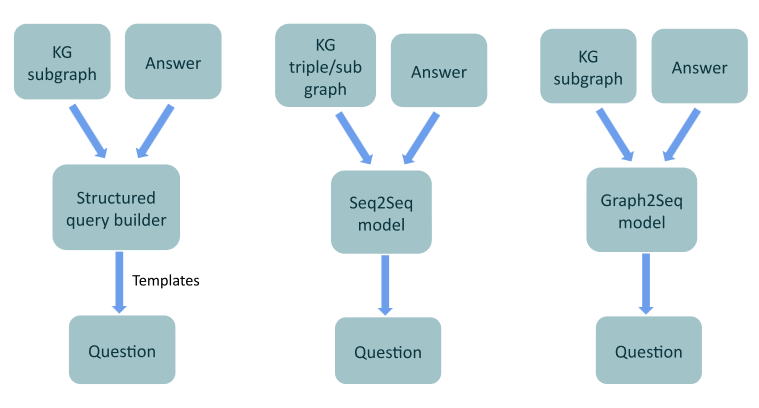 KG
subgraph
Answer
Structured
query builder
Templates
Question
KG
triple/sub
graph
Answer
Seq2Seq
model
Question
KG
subgraph
Answer
Graph2Seq
model
Question